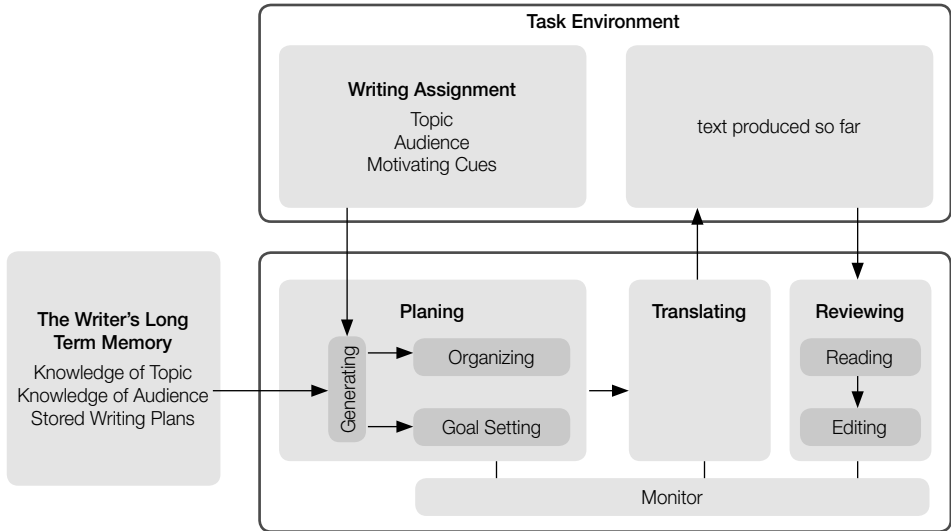 Task Environment
Writing Assignment
Topic
Audience
Motivating Cues
text produced so far
The Writer's Long
Term Memory
Knowledge of Topic
Knowledge of Audience
Stored Writing Plans
Planing
Generating
Organizing
Goal Setting
Translating
Reviewing
Reading
Editing
Monitor